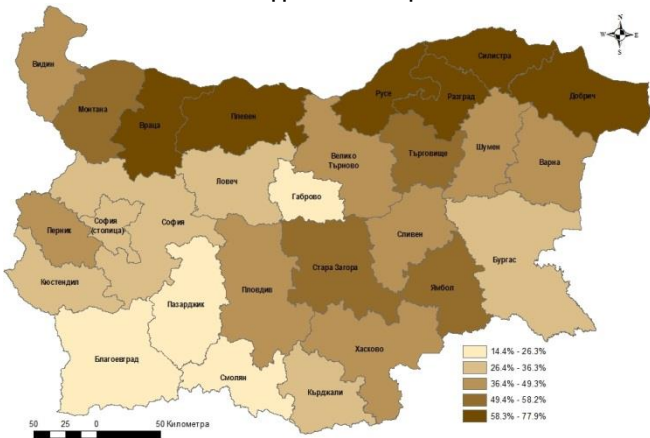 N
W E
S
Видин
Монтана
Враца
Плевен
Русе
Силистра
Разград
Добрич
Велико
Търново
Търговище
Шумен
Варна
Ловеч
Габрово
София
(столица)
София
Перник
Кюстендил
Сливен
Бургас
Стара Загора
Ямбол
Пловдив
Пазарджик
Благоевград
Смолян
Хасково
Кърджали
14.4% - 26.3%
26.4% - 36.3%
36.4% - 49.3%
49.4% - 58.2%
58.3% - 77.9%
50 25 0 50 Километра